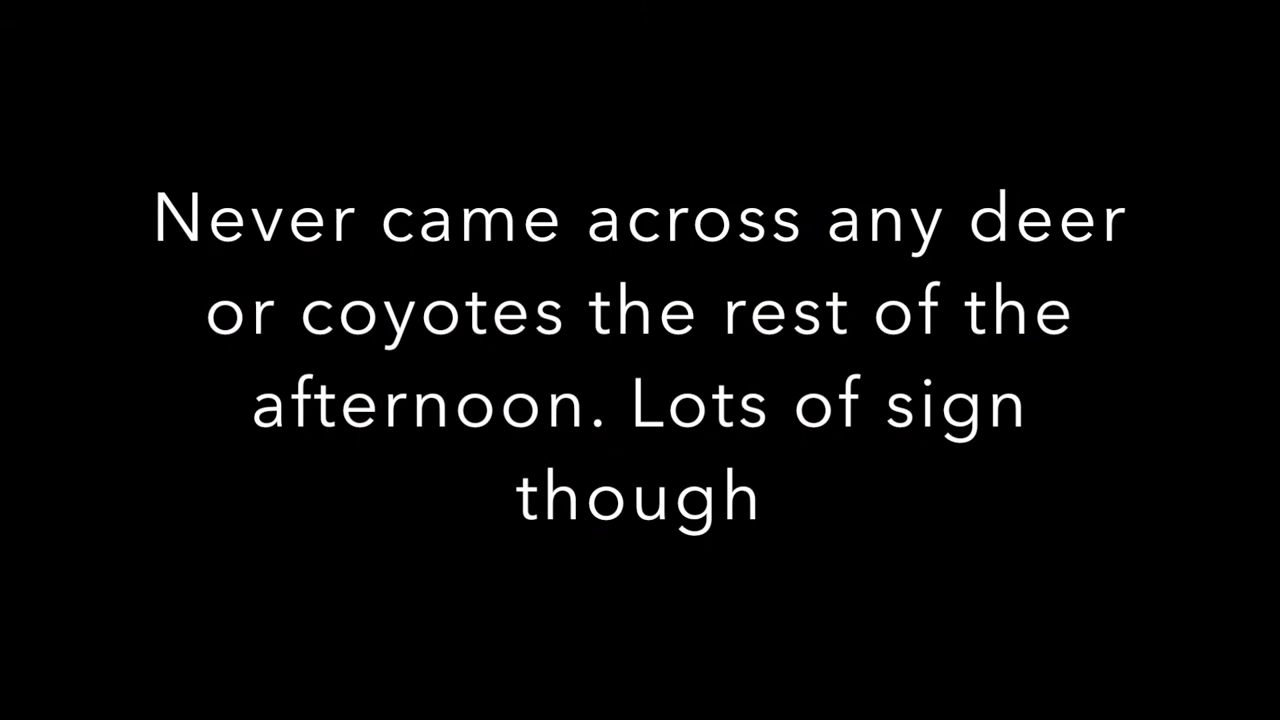 Never came across any deer
or coyotes the rest of the
afternoon. Lots of sign
though